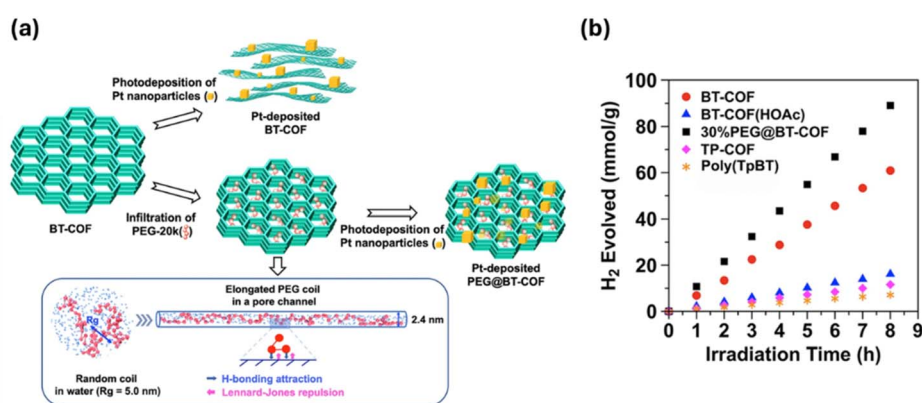 (a)
Photodeposition of
Pt nanoparticles ( )
Pt-deposited
BT-COF
BT-COF
Infiltration of
PEG-20k( )
Photodeposition of
Pt nanoparticles ( )
Pt-deposited
PEG@BT-COF
Elongated PEG coil
in a pore channel
Rg
2.4 nm
Random coil
in water (Rg = 5.0 nm)
H-bonding attraction
Lennard-Jones repulsion
(b)
H2 Evolved (mmol/g)
100
80
60
40
20
0
BT-COF
BT-COF(HOAc)
30%PEG@BT-COF
TP-COF
Poly(TpBT)
0 1 2 3 4 5 6 7 8 9
Irradiation Time (h)